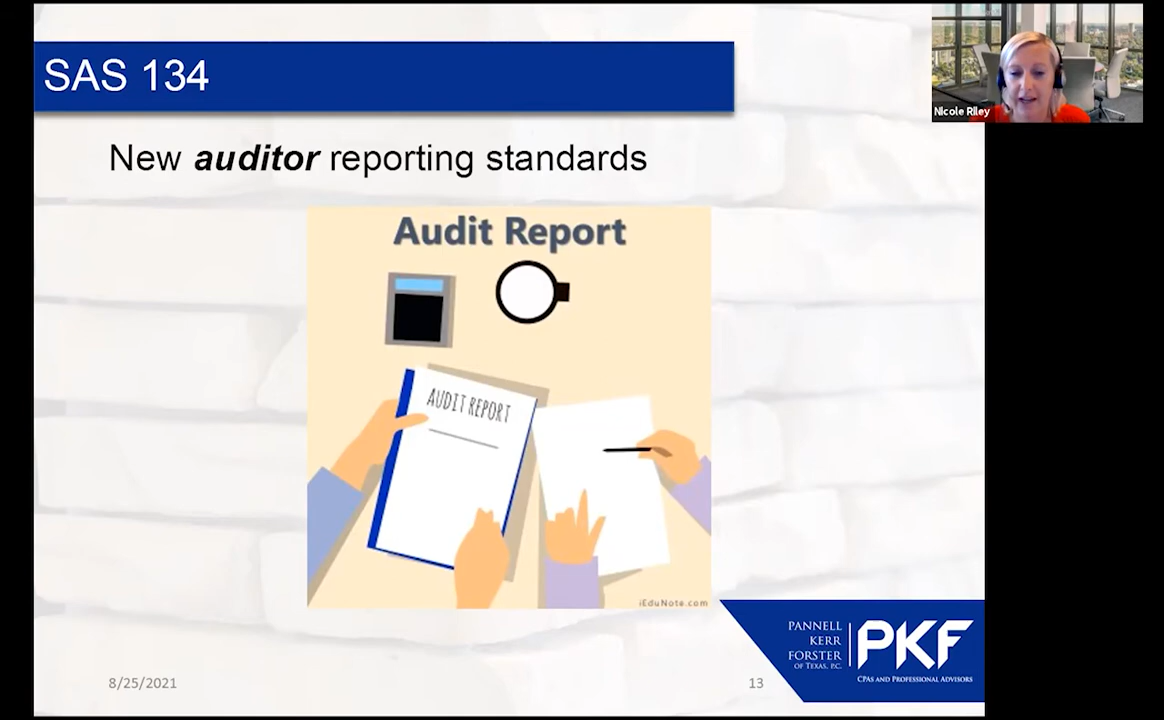 SAS 134
Nicole Riley
New auditor reporting standards
Audit Report
AUDIT REPORT
iEduNote.com
PANNELL
KERR
FORSTER
OF TEXAS, P.C.
PKF
CPAS AND PROFESSIONAL ADVISORS
8/25/2021
13